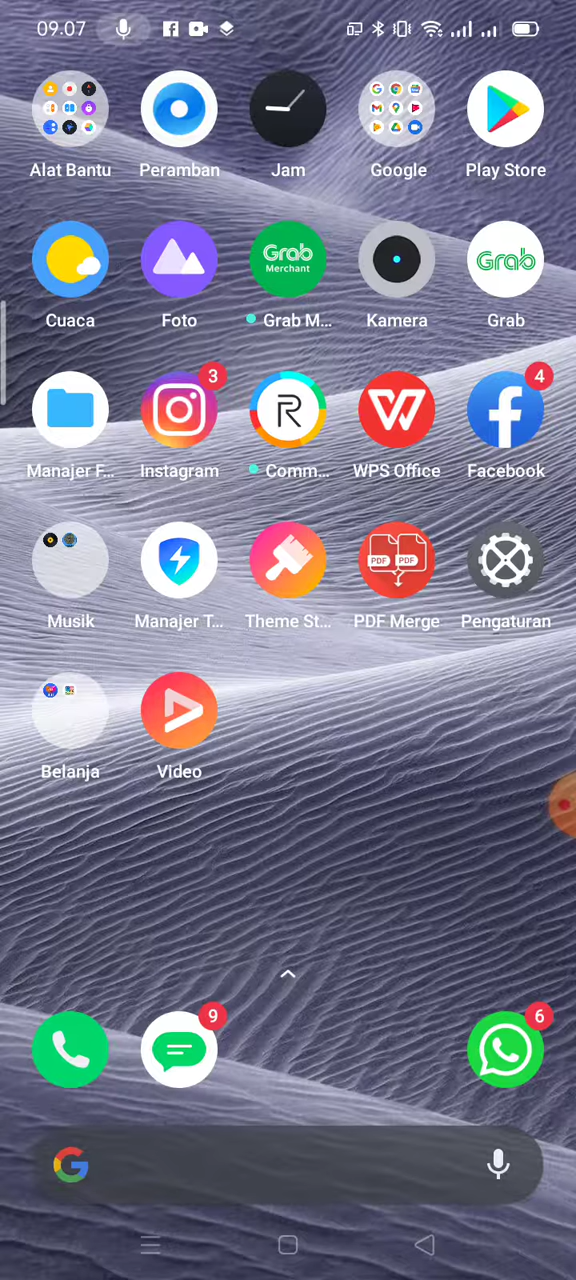 09.07
Alat Bantu Peramban Jam Google Play Store
Grab Merchant Grab
Cuaca Foto Grab M... Kamera Grab
3 4
Manajer F... Instagram Comm... WPS Office Facebook
PDF PDF
Musik Manajer T... Theme St... PDF Merge Pengaturan
Belanja Video
9 6